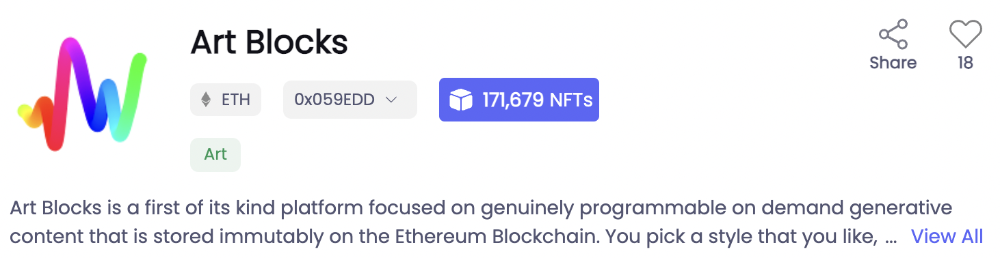 Art Blocks
Share
18
ETH
0x059EDD
171,679 NFTs
Art
Art Blocks is a first of its kind platform focused on genuinely programmable on demand generative
content that is stored immutably on the Ethereum Blockchain. You pick a style that you like, ... View All